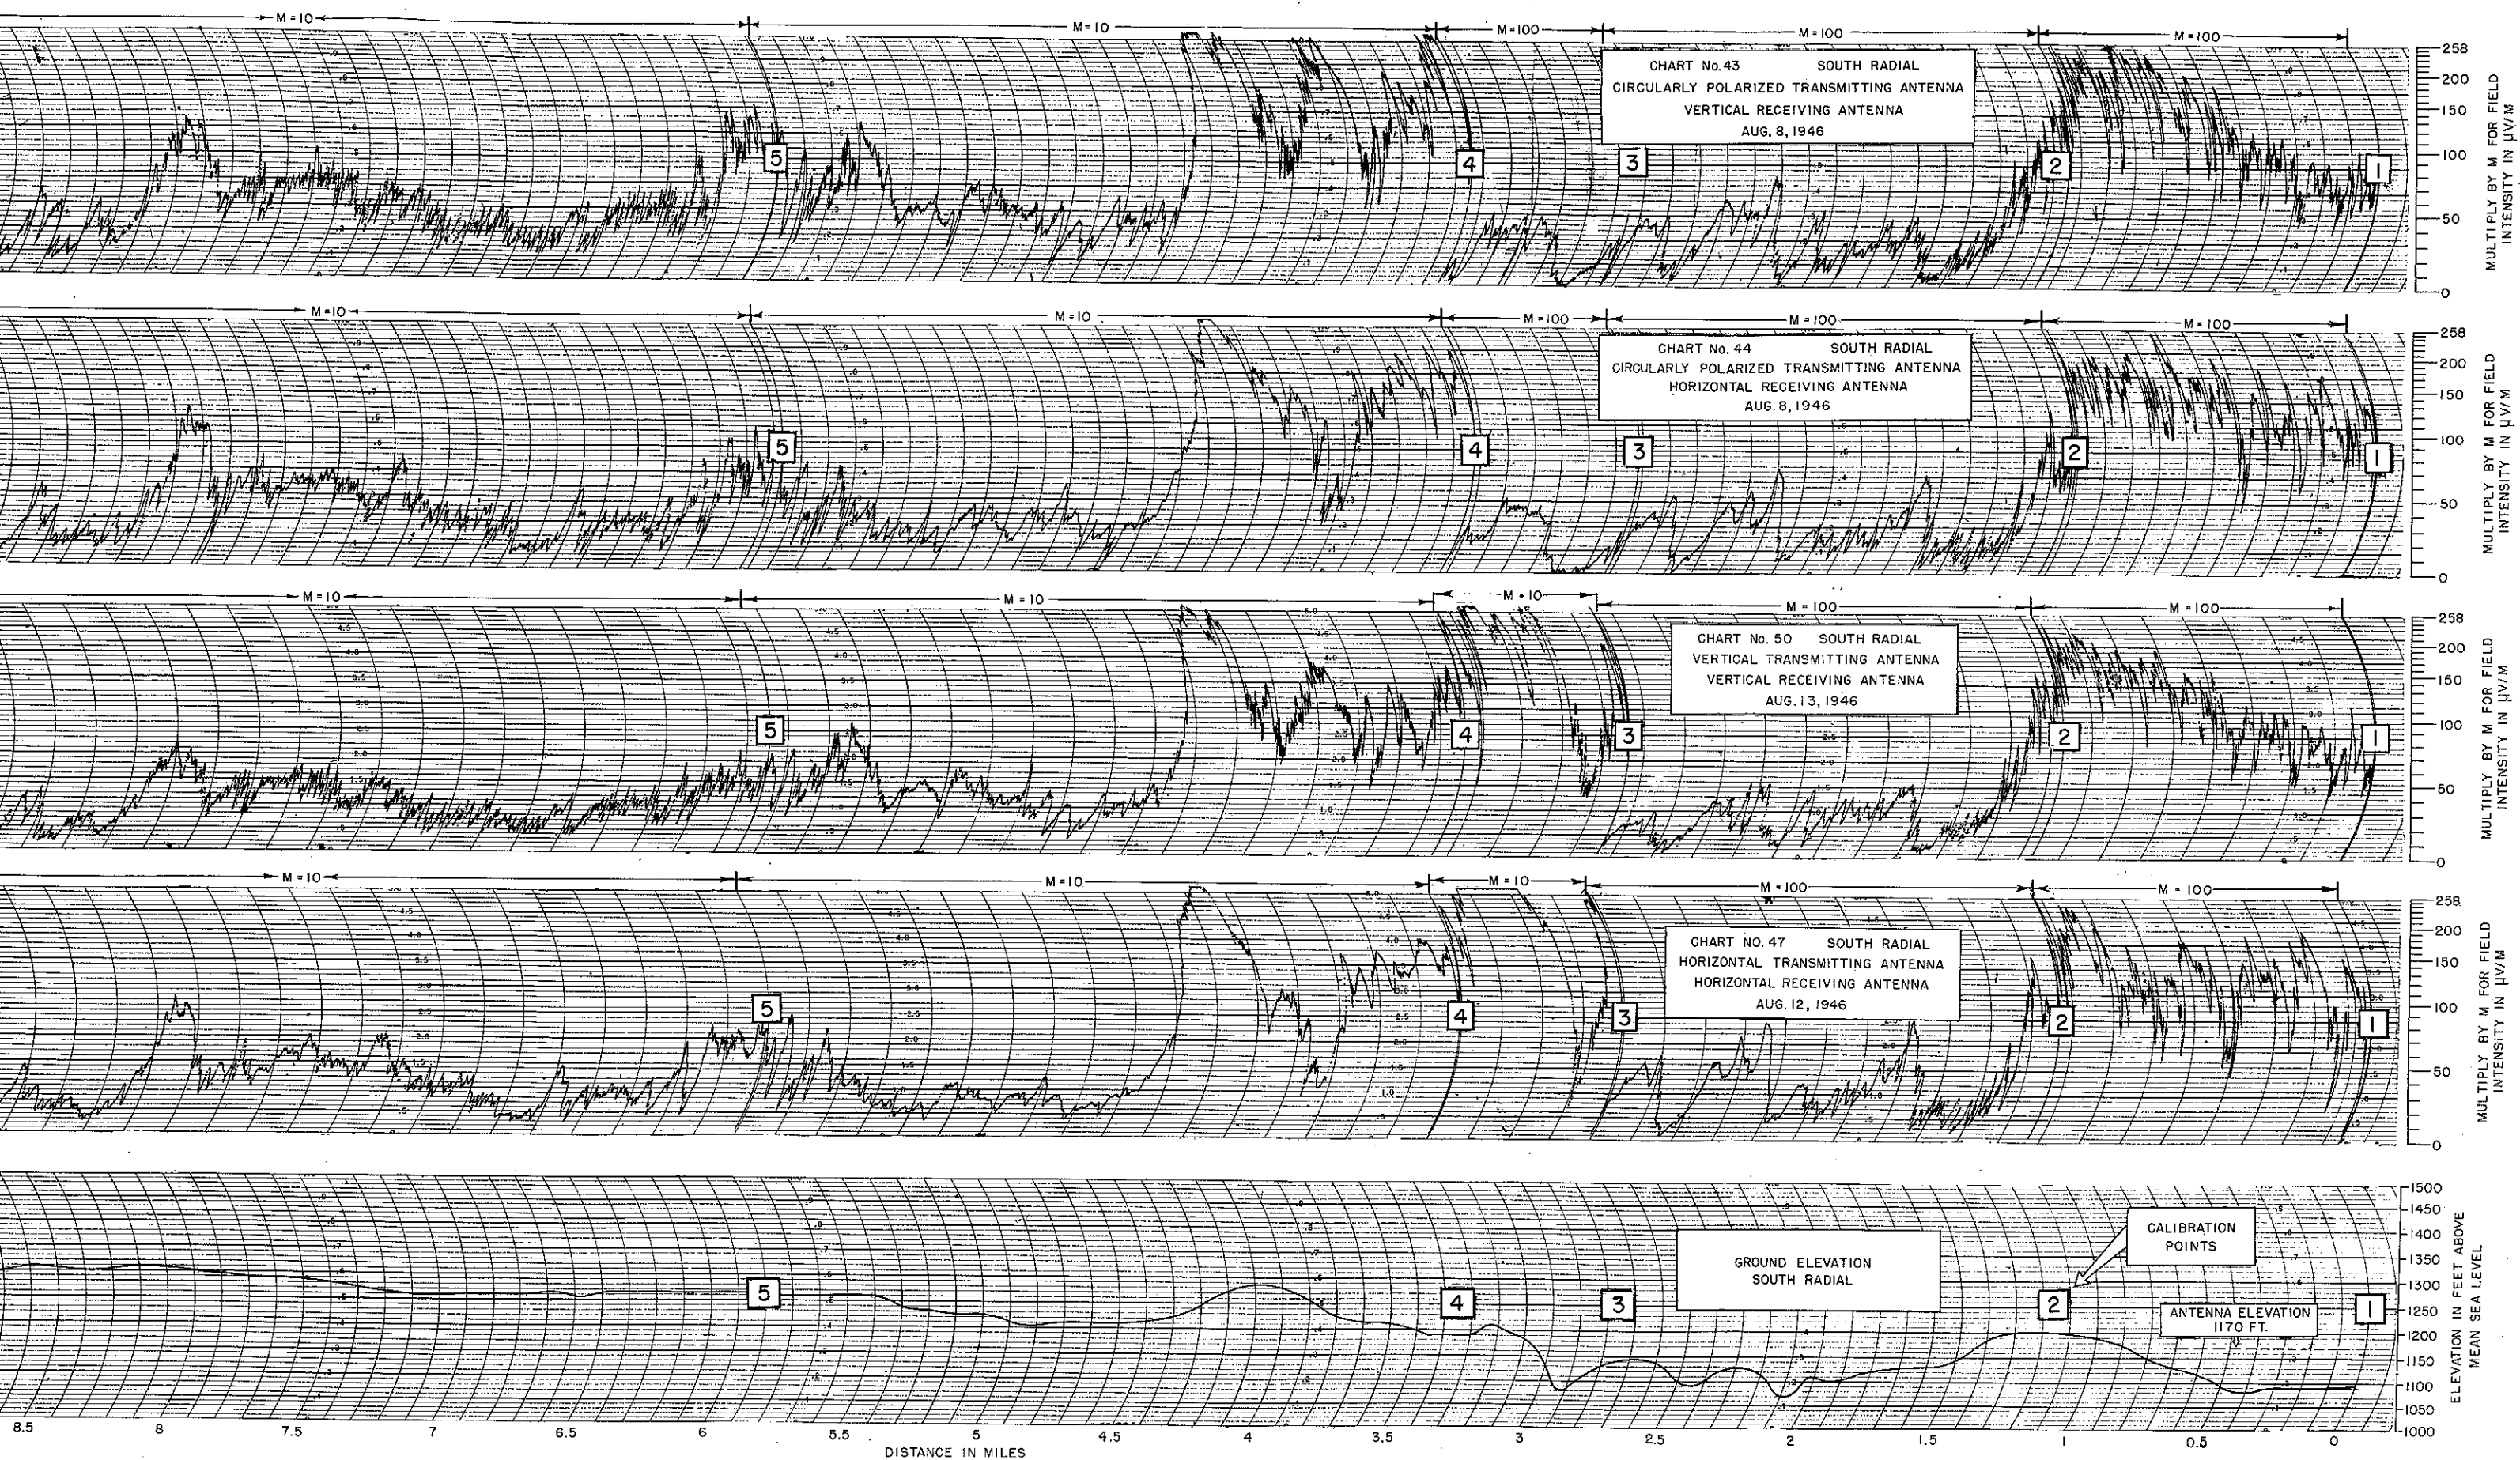 M = 10
M = 10
M = 100
M = 100
M = 100
CHART No. 43 SOUTH RADIAL
CIRCULARLY POLARIZED TRANSMITTING ANTENNA
VERTICAL RECEIVING ANTENNA
AUG. 8, 1946
5
4
3
2
1
258
200
150
100
50
0
MULTIPLY BY M FOR FIELD
INTENSITY IN μV/M
M = 10
M = 10
M = 100
M = 100
M = 100
CHART No. 44 SOUTH RADIAL
CIRCULARLY POLARIZED TRANSMITTING ANTENNA
HORIZONTAL RECEIVING ANTENNA
AUG. 8, 1946
5
4
3
2
1
258
200
150
100
50
0
MULTIPLY BY M FOR FIELD
INTENSITY IN μV/M
M = 10
M = 10
M = 10
M = 100
M = 100
CHART No. 50 SOUTH RADIAL
VERTICAL TRANSMITTING ANTENNA
VERTICAL RECEIVING ANTENNA
AUG. 13, 1946
5
4
3
2
1
258
200
150
100
50
0
MULTIPLY BY M FOR FIELD
INTENSITY IN μV/M
M = 10
M = 10
M = 10
M = 100
M = 100
CHART NO. 47 SOUTH RADIAL
HORIZONTAL TRANSMITTING ANTENNA
HORIZONTAL RECEIVING ANTENNA
AUG. 12, 1946
5
4
3
2
1
258
200
150
100
50
0
MULTIPLY BY M FOR FIELD
INTENSITY IN μV/M
GROUND ELEVATION
SOUTH RADIAL
CALIBRATION
POINTS
ANTENNA ELEVATION
1170 FT.
5
4
3
2
1
1500
1450
1400
1350
1300
1250
1200
1150
1100
1050
1000
ELEVATION IN FEET ABOVE
MEAN SEA LEVEL
8.5 8 7.5 7 6.5 6 5.5 5 4.5 4 3.5 3 2.5 2 1.5 1 0.5 0
DISTANCE IN MILES